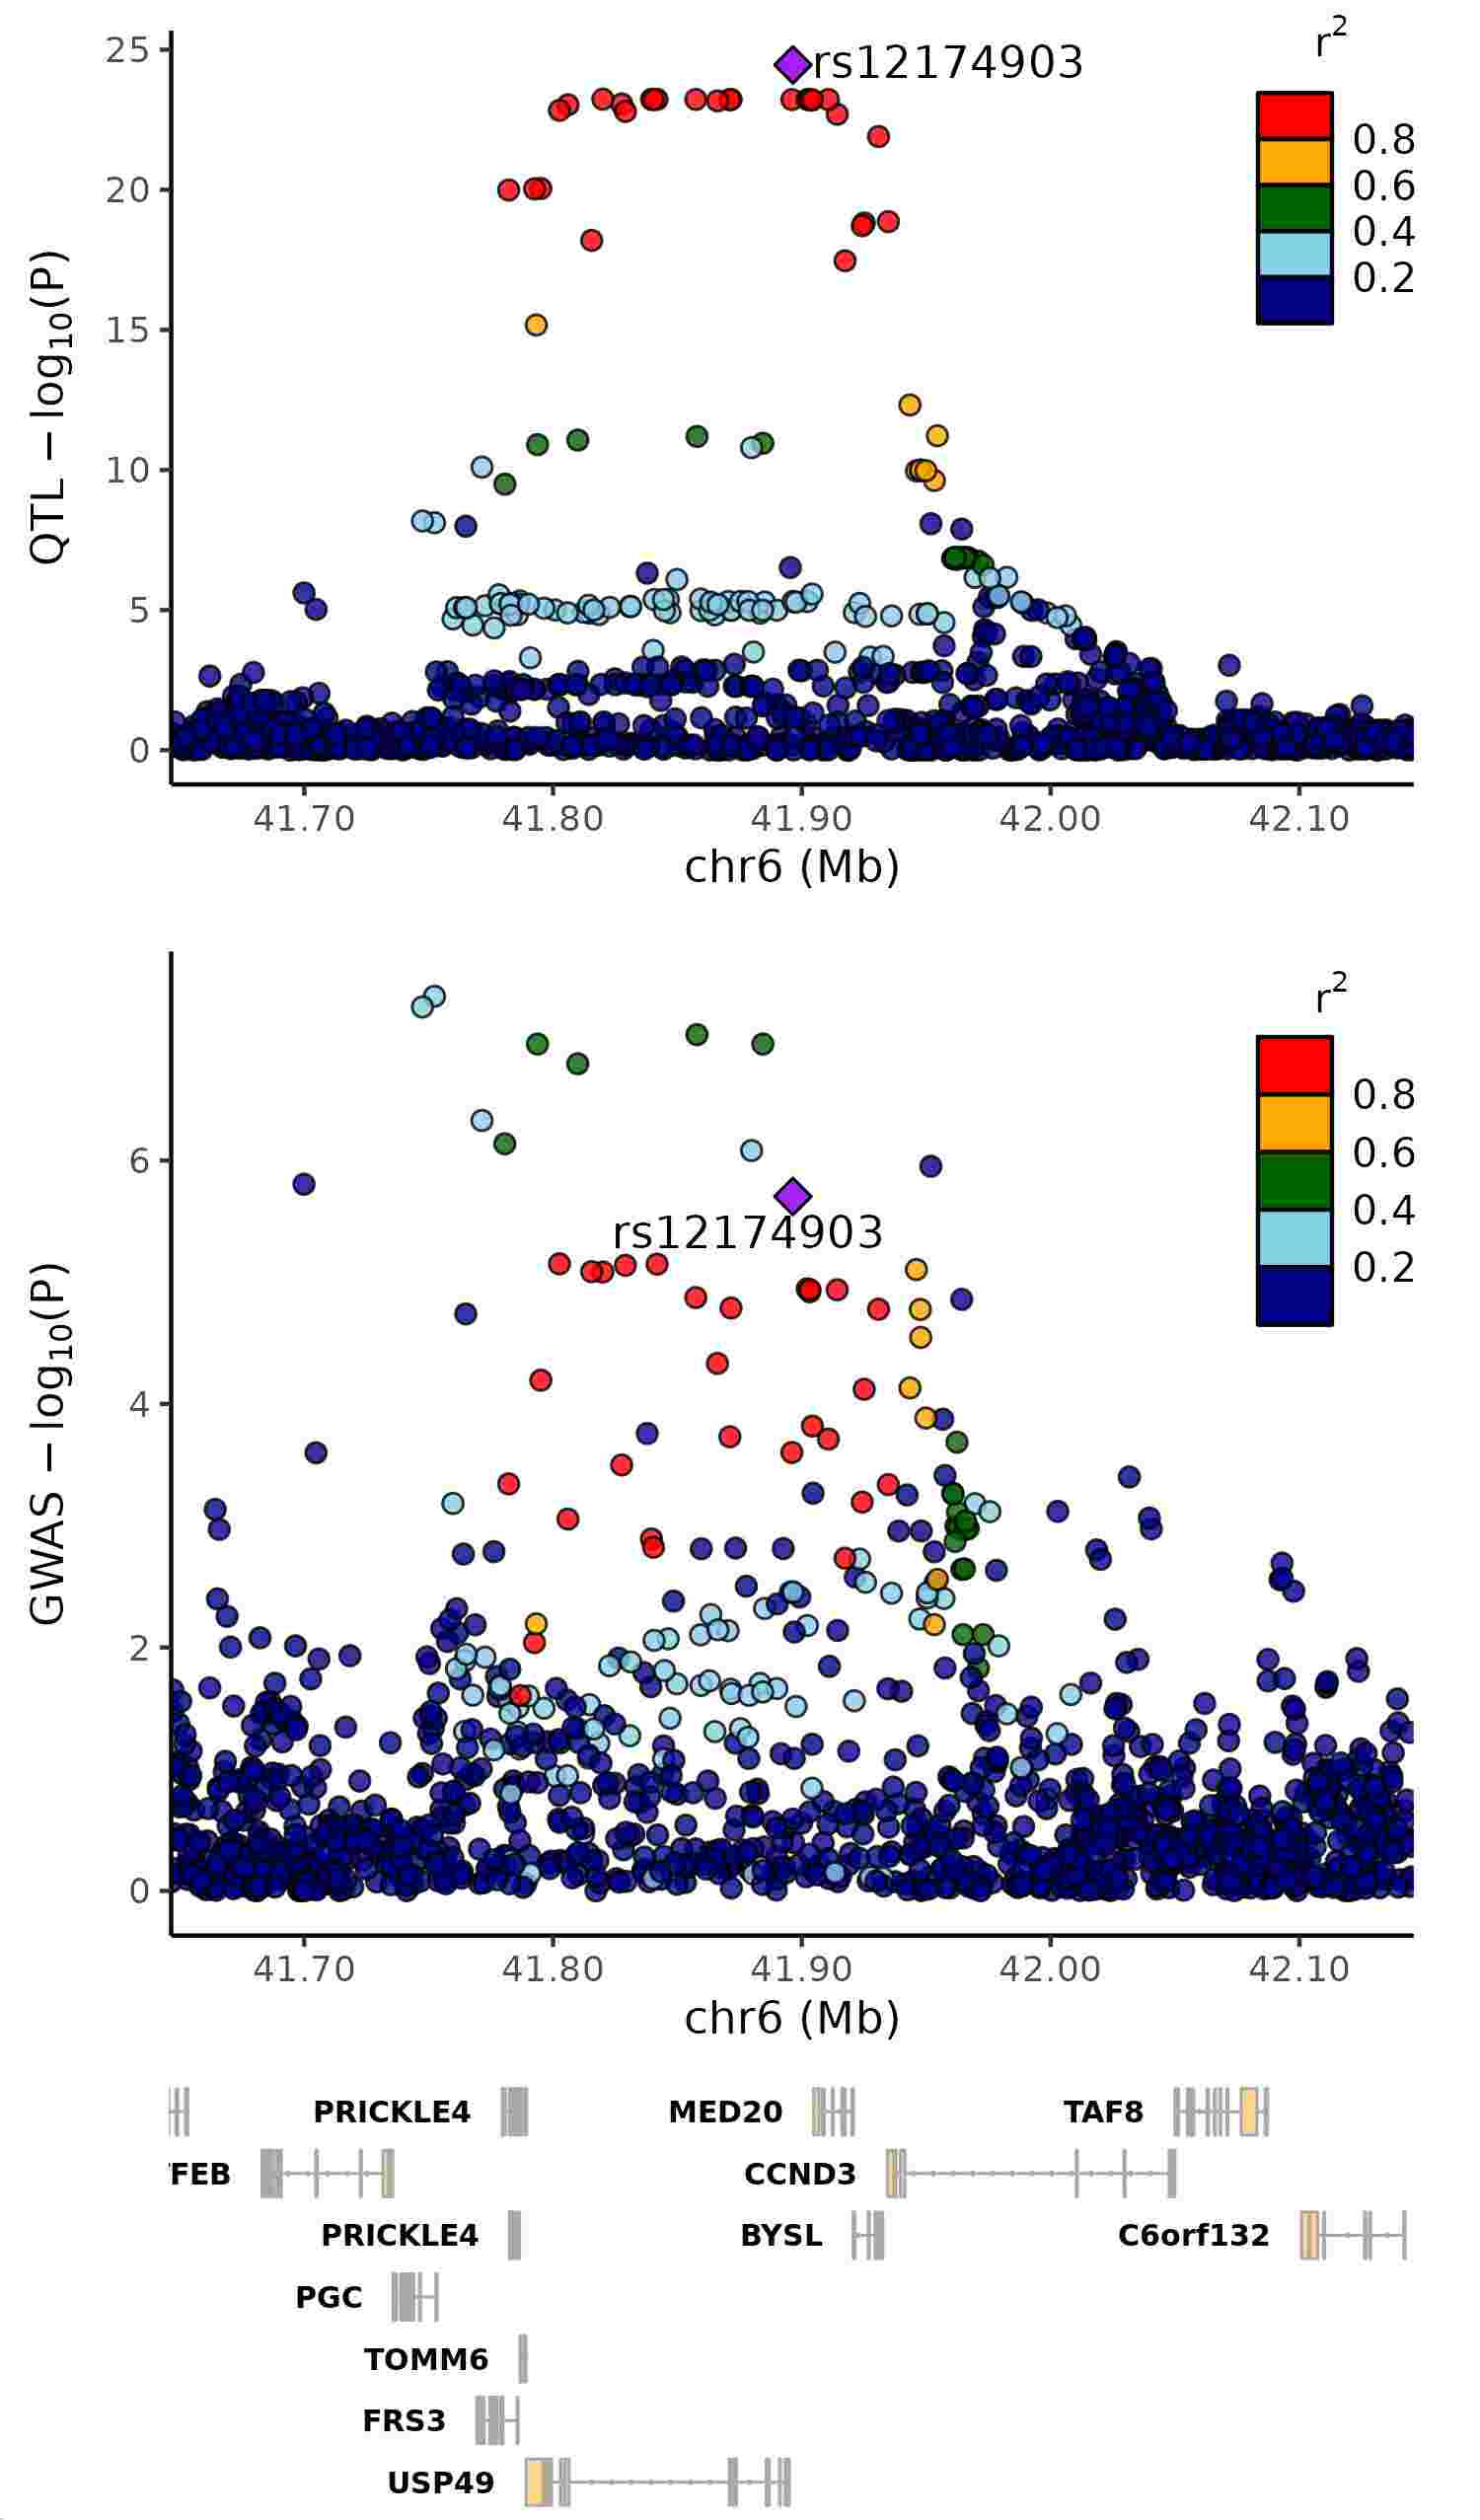 25
20
15
10
5
0
QTL −log10(P)
rs12174903
r2
0.8
0.6
0.4
0.2
41.70 41.80 41.90 42.00 42.10
chr6 (Mb)
6
4
2
0
GWAS −log10(P)
rs12174903
r2
0.8
0.6
0.4
0.2
41.70 41.80 41.90 42.00 42.10
chr6 (Mb)
PRICKLE4 MED20 TAF8
FEB CCND3
PRICKLE4 BYSL C6orf132
PGC
TOMM6
FRS3
USP49